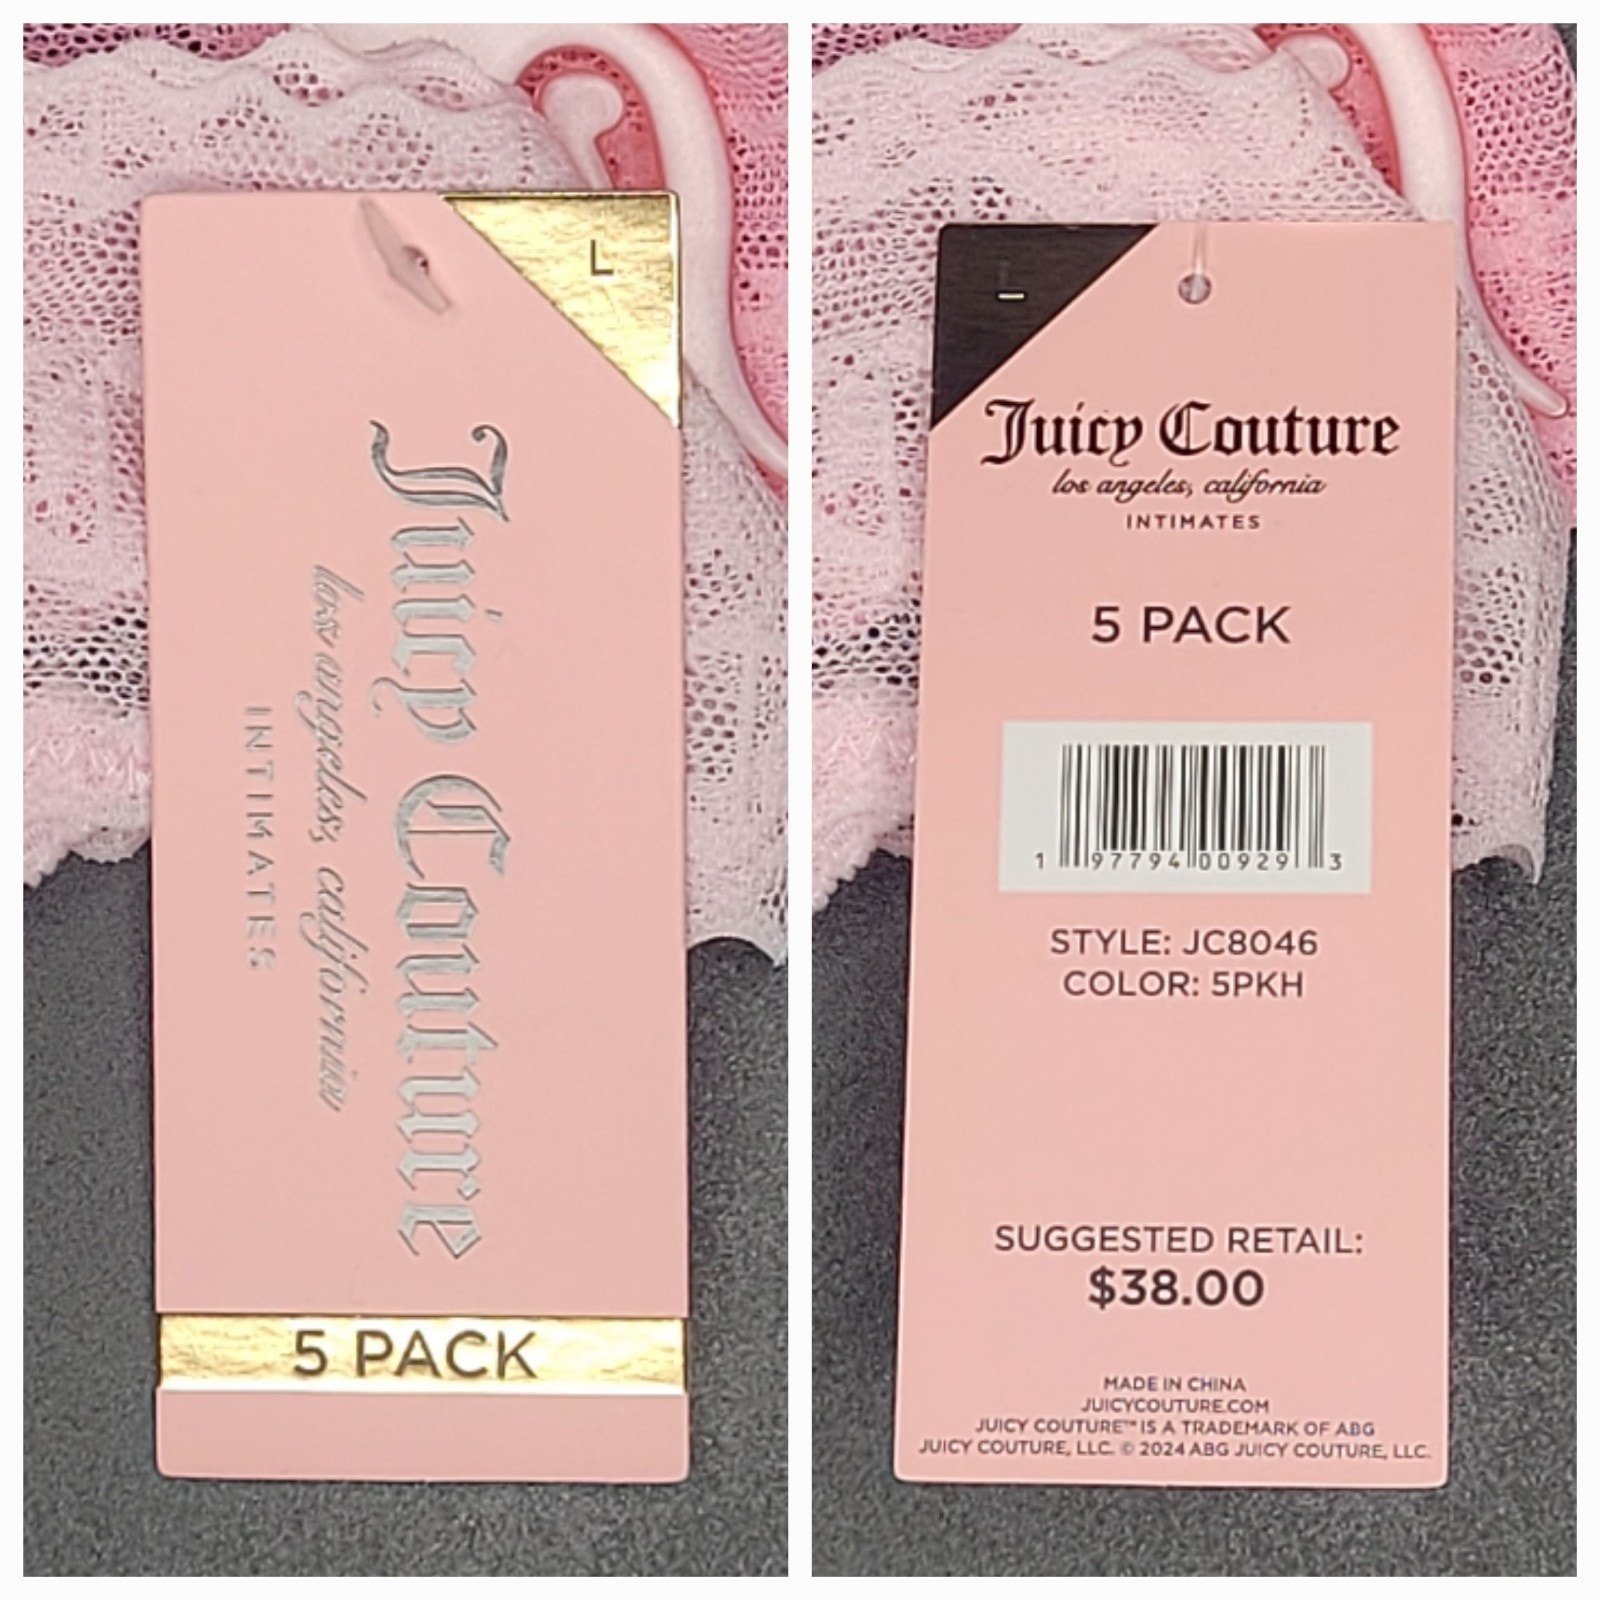 L
Juicy Couture
los angeles, california
INTIMATES
5 PACK
L
Juicy Couture
los angeles, california
INTIMATES
5 PACK
1 97794 00929 3
STYLE: JC8046
COLOR: 5PKH
SUGGESTED RETAIL:
$38.00
MADE IN CHINA
JUICYCOUTURE.COM
JUICY COUTURE™ IS A TRADEMARK OF ABG
JUICY COUTURE, LLC. © 2024 ABG JUICY COUTURE, LLC.